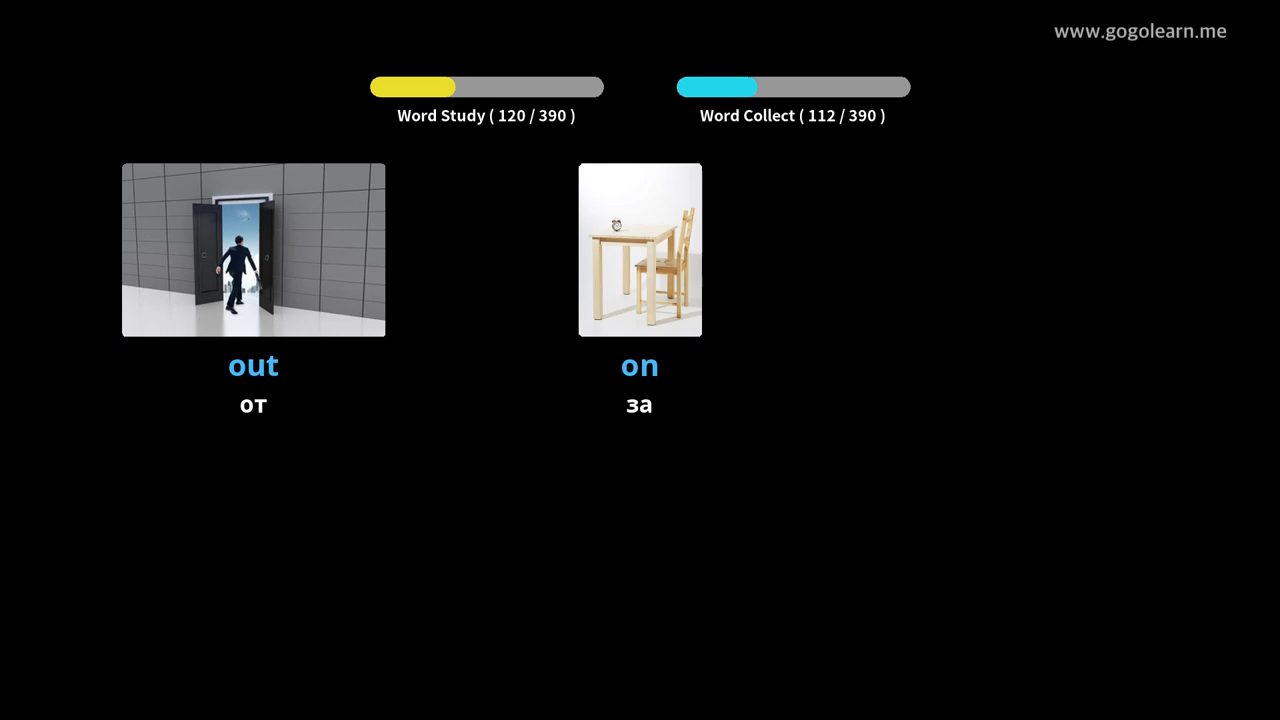 www.gogolearn.me
Word Study ( 120 / 390 )
Word Collect ( 112 / 390 )
out
on
от
за